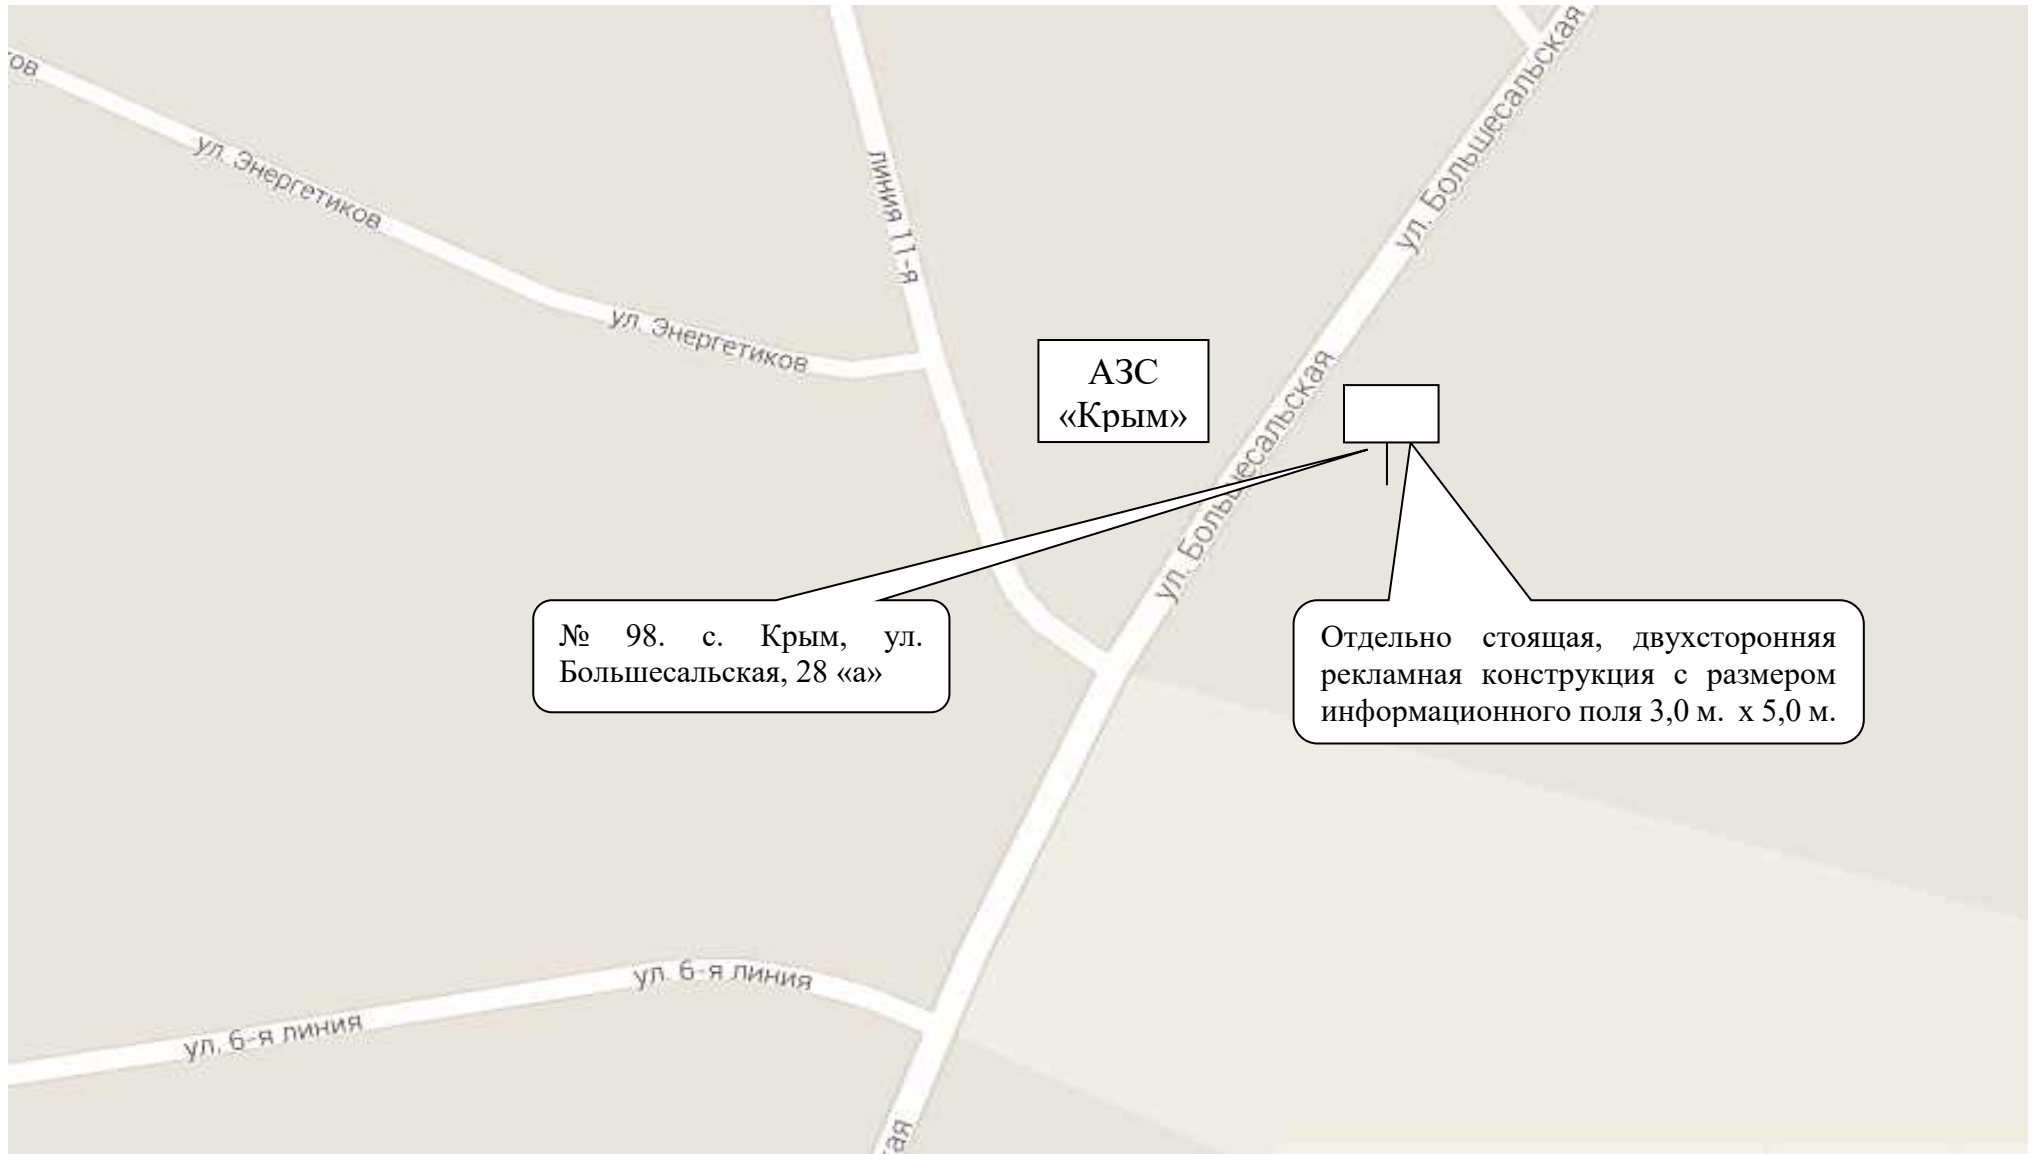 ов
ул. Энергетиков
ул. Энергетиков
линия 11-я
ул. Большесальская
ул. Большесальская
АЗС
«Крым»
№ 98. с. Крым, ул.
Большесальская, 28 «а»
Отдельно стоящая, двухсторонняя
рекламная конструкция с размером
информационного поля 3,0 м. х 5,0 м.
ул. 6-я линия
ул. 6-я линия
ая